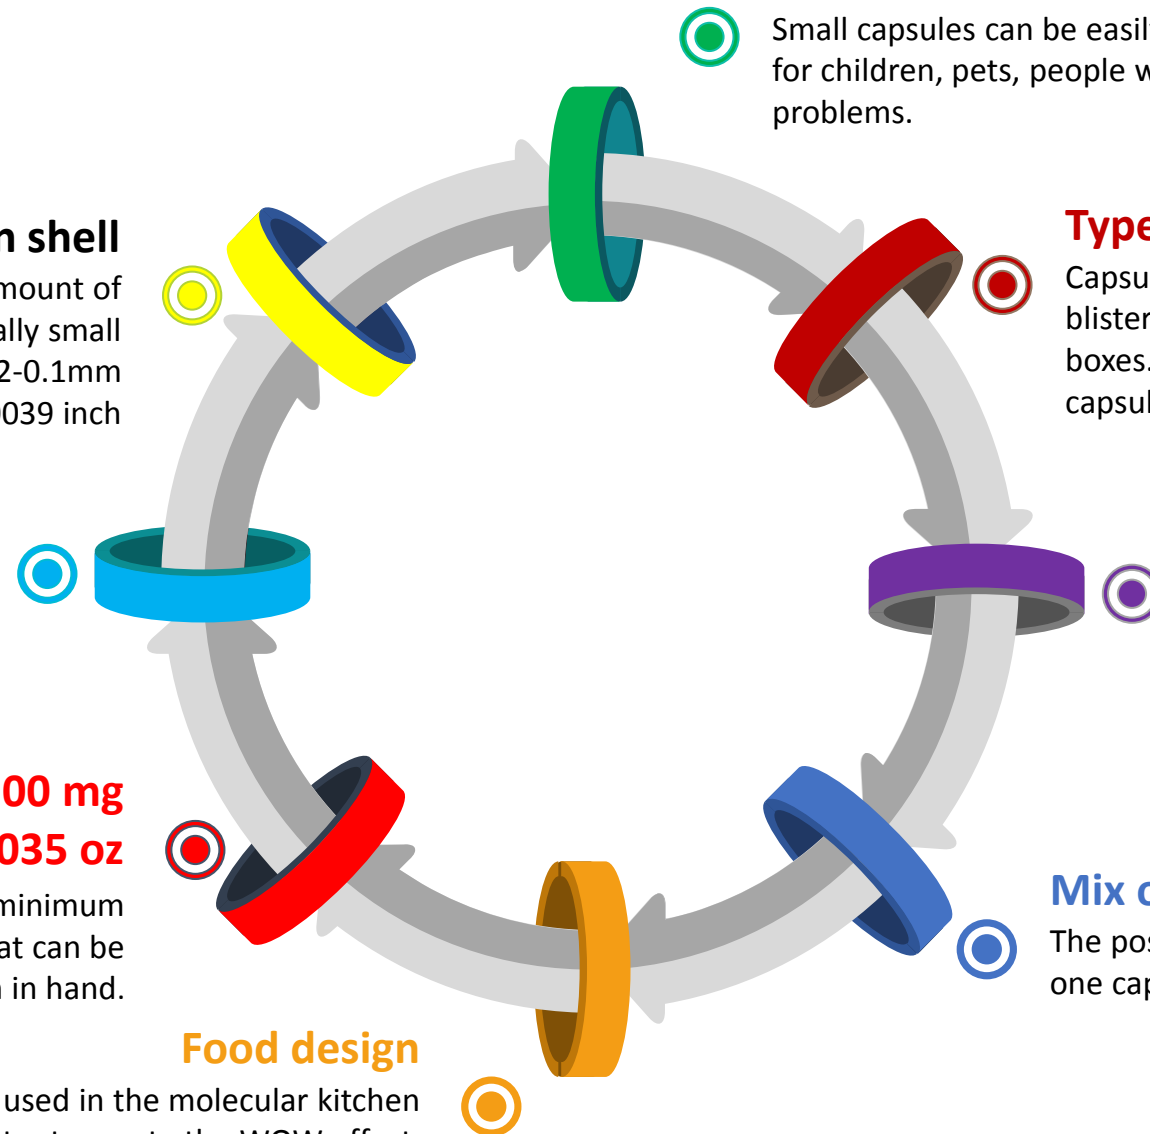 Small capsules can be easil
for children, pets, people w
problems.
n shell
mount of
ally small
2-0.1mm
039 inch
Type
Capsu
blister
boxes.
capsul
00 mg
035 oz
minimum
at can be
in hand.
Mix
The pos
one cap
Food design
used in the molecular kitchen